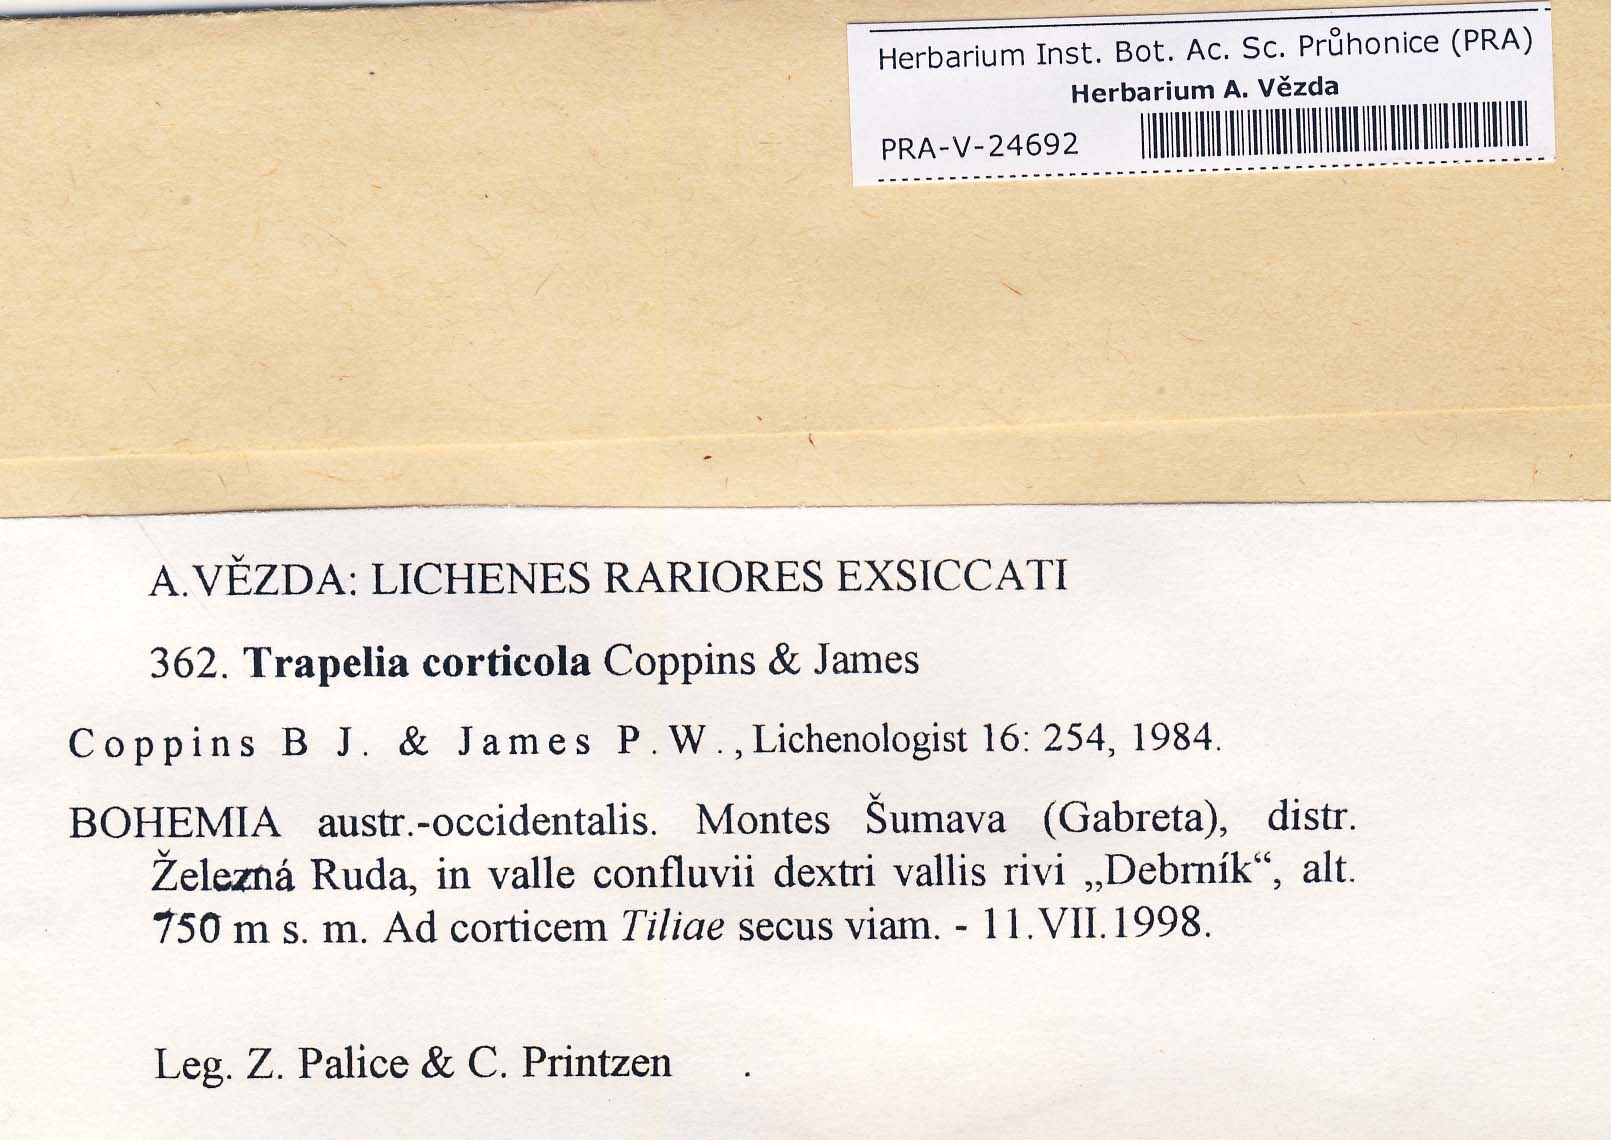 Herbarium Inst. Bot. Ac. Sc. Průhonice (PRA)
Herbarium A. Vězda
PRA-V-24692
A. VĚZDA: LICHENES RARIORES EXSICCATI
362. Trapelia corticola Coppins & James
Coppins B J. & James P.W., Lichenologist 16: 254, 1984.
BOHEMIA austr.-occidentalis. Montes Šumava (Gabreta), distr.
Železná Ruda, in valle confluvii dextri vallis rivi „Debrník“, alt.
750 m s. m. Ad corticem Tiliae secus viam. - 11.VII.1998.
Leg. Z. Palice & C. Printzen